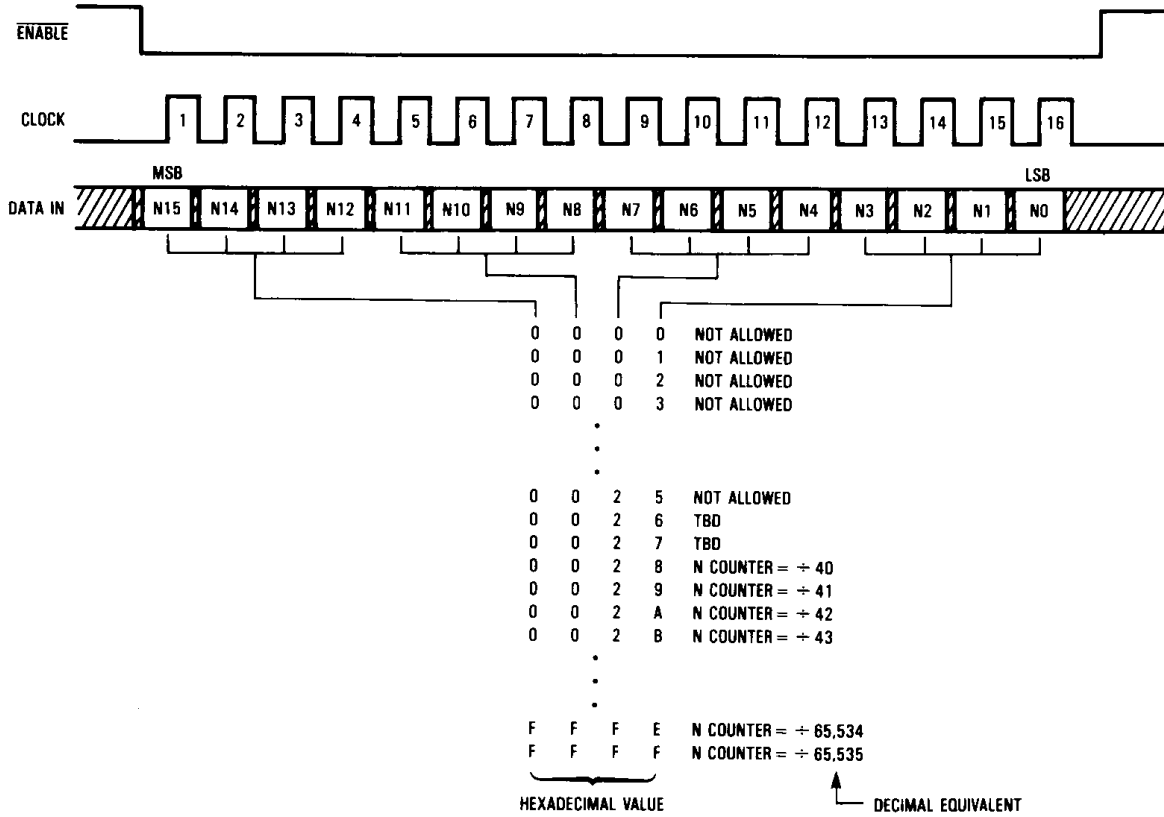 ENABLE
CLOCK 1 2 3 4 5 6 7 8 9 10 11 12 13 14 15 16
MSB LSB
DATA IN N15 N14 N13 N12 N11 N10 N9 N8 N7 N6 N5 N4 N3 N2 N1 N0
0 0 0 0 NOT ALLOWED
0 0 0 1 NOT ALLOWED
0 0 0 2 NOT ALLOWED
0 0 0 3 NOT ALLOWED
0 0 2 5 NOT ALLOWED
0 0 2 6 TBD
0 0 2 7 TBD
0 0 2 8 N COUNTER = ÷ 40
0 0 2 9 N COUNTER = ÷ 41
0 0 2 A N COUNTER = ÷ 42
0 0 2 B N COUNTER = ÷ 43
F F F E N COUNTER = ÷ 65,534
F F F F N COUNTER = ÷ 65,535
HEXADECIMAL VALUE DECIMAL EQUIVALENT